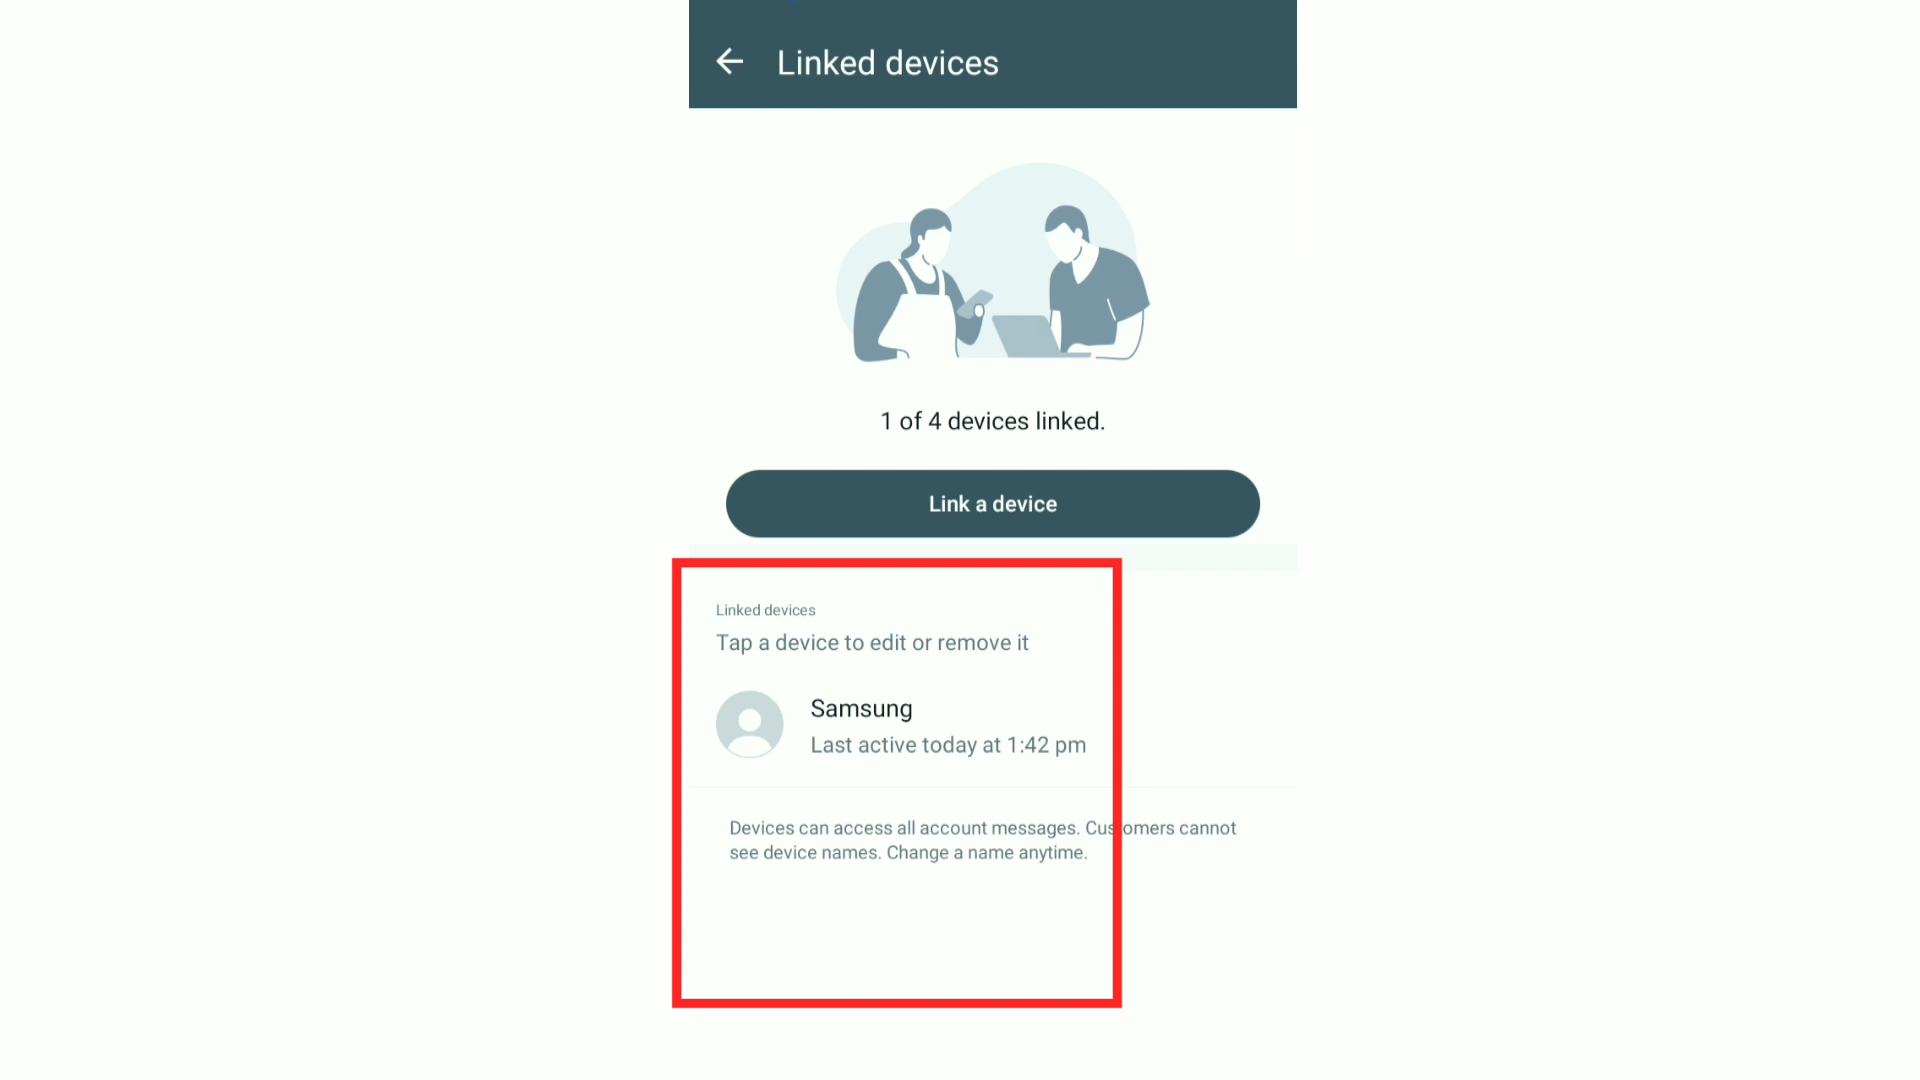 Linked devices
1 of 4 devices linked.
Link a device
Linked devices
Tap a device to edit or remove it
Samsung
Last active today at 1:42 pm
Devices can access all account messages. Customers cannot
see device names. Change a name anytime.